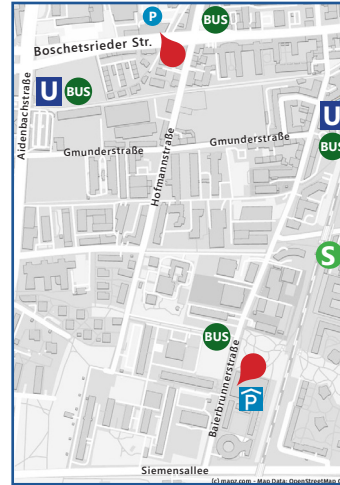 P
BUS
Boschetsrieder Str.
U
BUS
Aidenbachstraße
Hofmannstraße
Gmunderstraße
Gmunderstraße
U
BUS
S
BUS
Baierbrunnerstraße
P
Siemensallee
(c) mapz.com - Map Data: OpenStreetMap